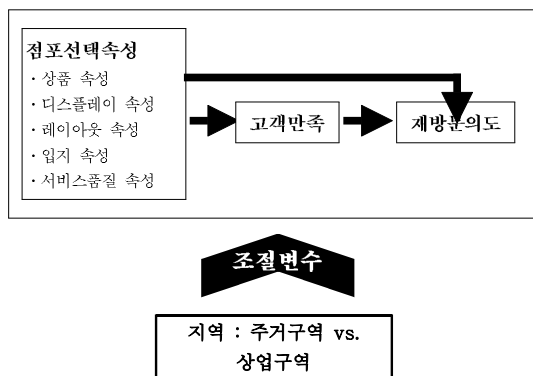 점포선택속성
· 상품 속성
· 디스플레이 속성
· 레이아웃 속성
· 입지 속성
· 서비스품질 속성
고객만족
재방문의도
조절변수
지역 : 주거구역 vs.
상업구역